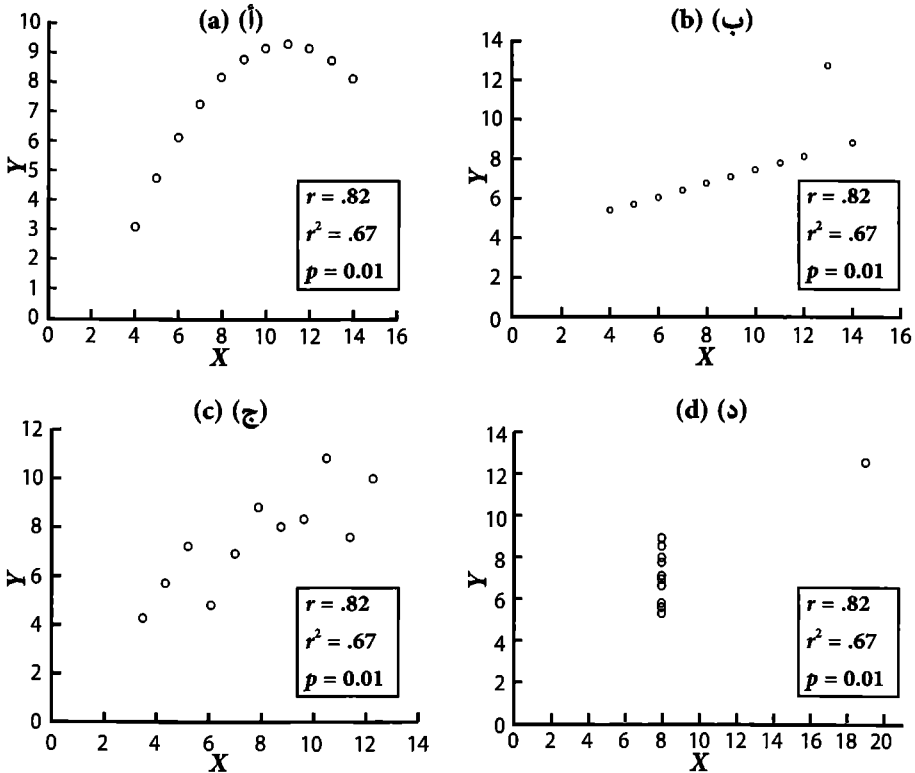 (a) (أ)
10
9
8
7
6
5
4
3
2
1
0
Y
0 2 4 6 8 10 12 14 16
X
r = .82
r² = .67
p = 0.01
(b) (ب)
14
12
10
8
6
4
2
0
Y
0 2 4 6 8 10 12 14 16
X
r = .82
r² = .67
p = 0.01
(c) (ج)
12
10
8
6
4
2
0
Y
0 2 4 6 8 10 12 14
X
r = .82
r² = .67
p = 0.01
(d) (د)
14
12
10
8
6
4
2
0
Y
0 2 4 6 8 10 12 14 16 18 20
X
r = .82
r² = .67
p = 0.01